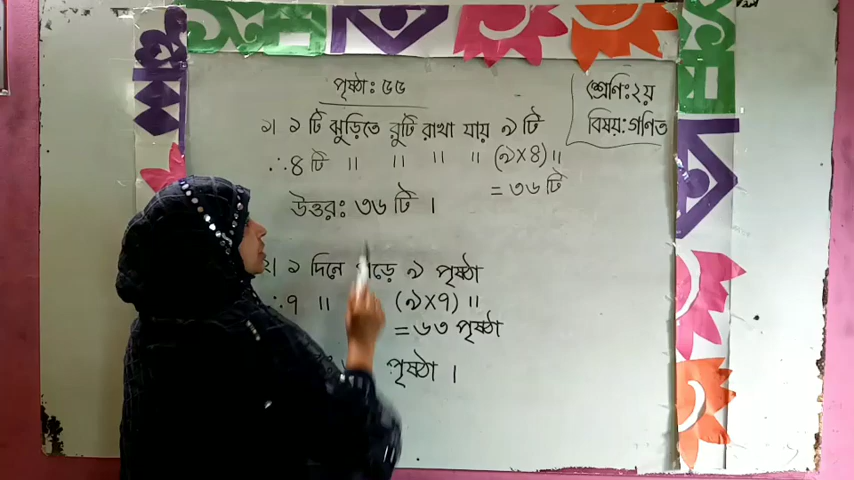 পৃষ্ঠা: ৫৫
শ্রেণি: ২য়
বিষয়: গণিত
১। ১ টি ঝুড়িতে রুটি রাখা যায় ৯ টি
∴ ৪ টি " " " " (৯×৪) "
= ৩৬ টি
উত্তর: ৩৬ টি ।
২। ১ দিনে পড়ে ৯ পৃষ্ঠা
∴ ৭ " (৯×৭) "
= ৬৩ পৃষ্ঠা
পৃষ্ঠা ।